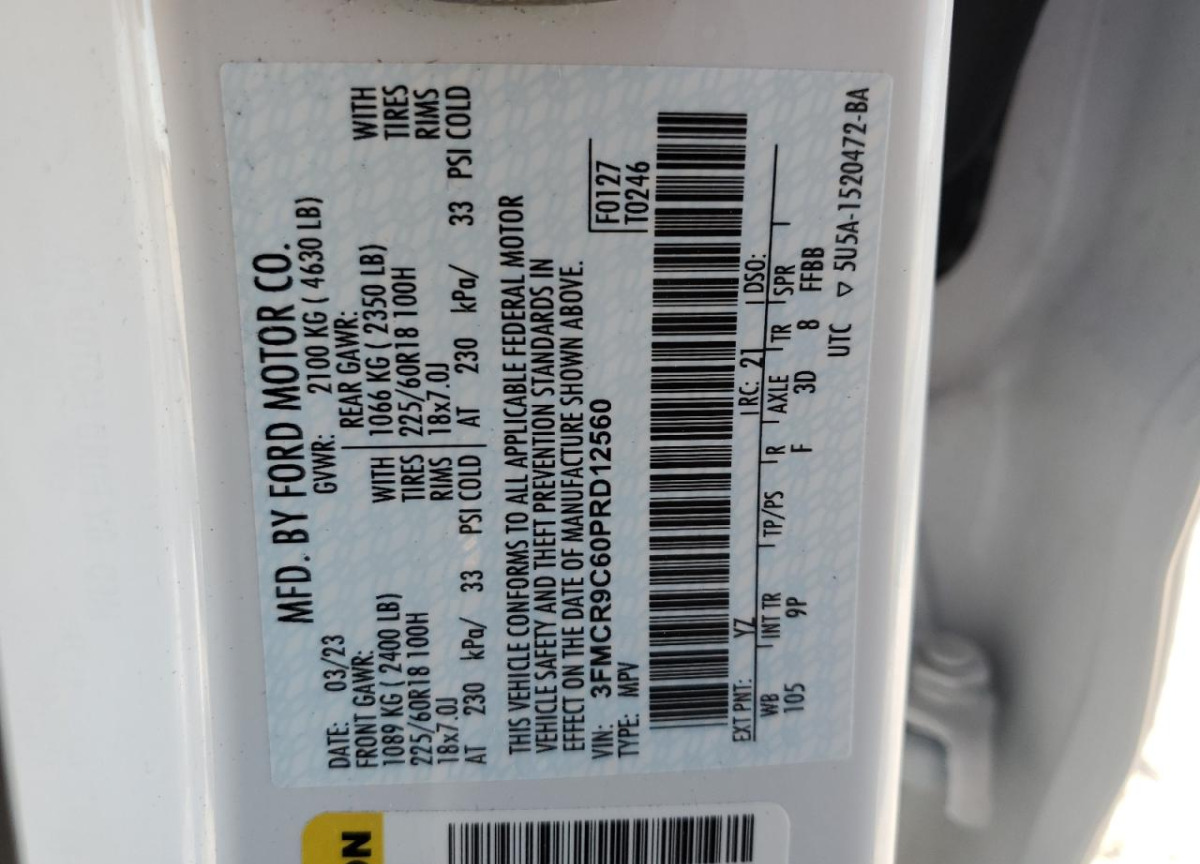 MFD. BY FORD MOTOR CO.
DATE: 03/23 GVWR: 2100 KG ( 4630 LB)
FRONT GAWR: REAR GAWR:
1089 KG ( 2400 LB) WITH 1066 KG ( 2350 LB) WITH
225/60R18 100H TIRES 225/60R18 100H TIRES
18x7.0J RIMS 18x7.0J RIMS
AT 230 kPa/ 33 PSI COLD AT 230 kPa/ 33 PSI COLD
THIS VEHICLE CONFORMS TO ALL APPLICABLE FEDERAL MOTOR
VEHICLE SAFETY AND THEFT PREVENTION STANDARDS IN
EFFECT ON THE DATE OF MANUFACTURE SHOWN ABOVE.
VIN: 3FMCR9C60PRD12560 F0127
TYPE: MPV T0246
EXT PNT: YZ RC: 21 DSO:
WB INT TR TP/PS R AXLE TR SPR
105 9P F 3D 8 FFBB
UTC ▽ 5U5A-1520472-BA
ON